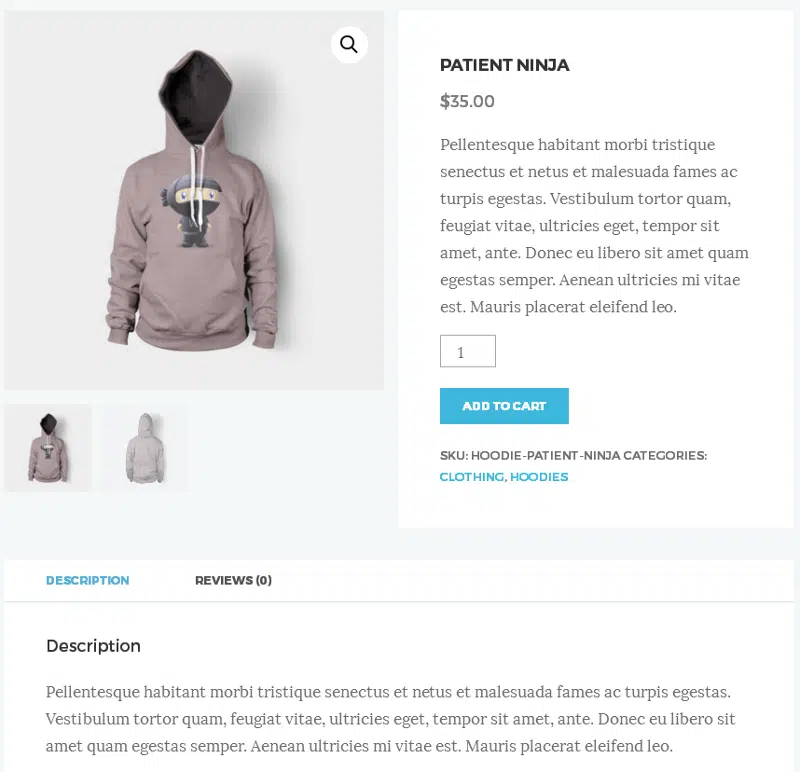 PATIENT NINJA
$35.00
Pellentesque habitant morbi tristique
senectus et netus et malesuada fames ac
turpis egestas. Vestibulum tortor quam,
feugiat vitae, ultricies eget, tempor sit
amet, ante. Donec eu libero sit amet quam
egestas semper. Aenean ultricies mi vitae
est. Mauris placerat eleifend leo.
1
ADD TO CART
SKU: HOODIE-PATIENT-NINJA CATEGORIES:
CLOTHING, HOODIES
DESCRIPTION
REVIEWS (0)
Description
Pellentesque habitant morbi tristique senectus et netus et malesuada fames ac turpis egestas.
Vestibulum tortor quam, feugiat vitae, ultricies eget, tempor sit amet, ante. Donec eu libero sit
amet quam egestas semper. Aenean ultricies mi vitae est. Mauris placerat eleifend leo.